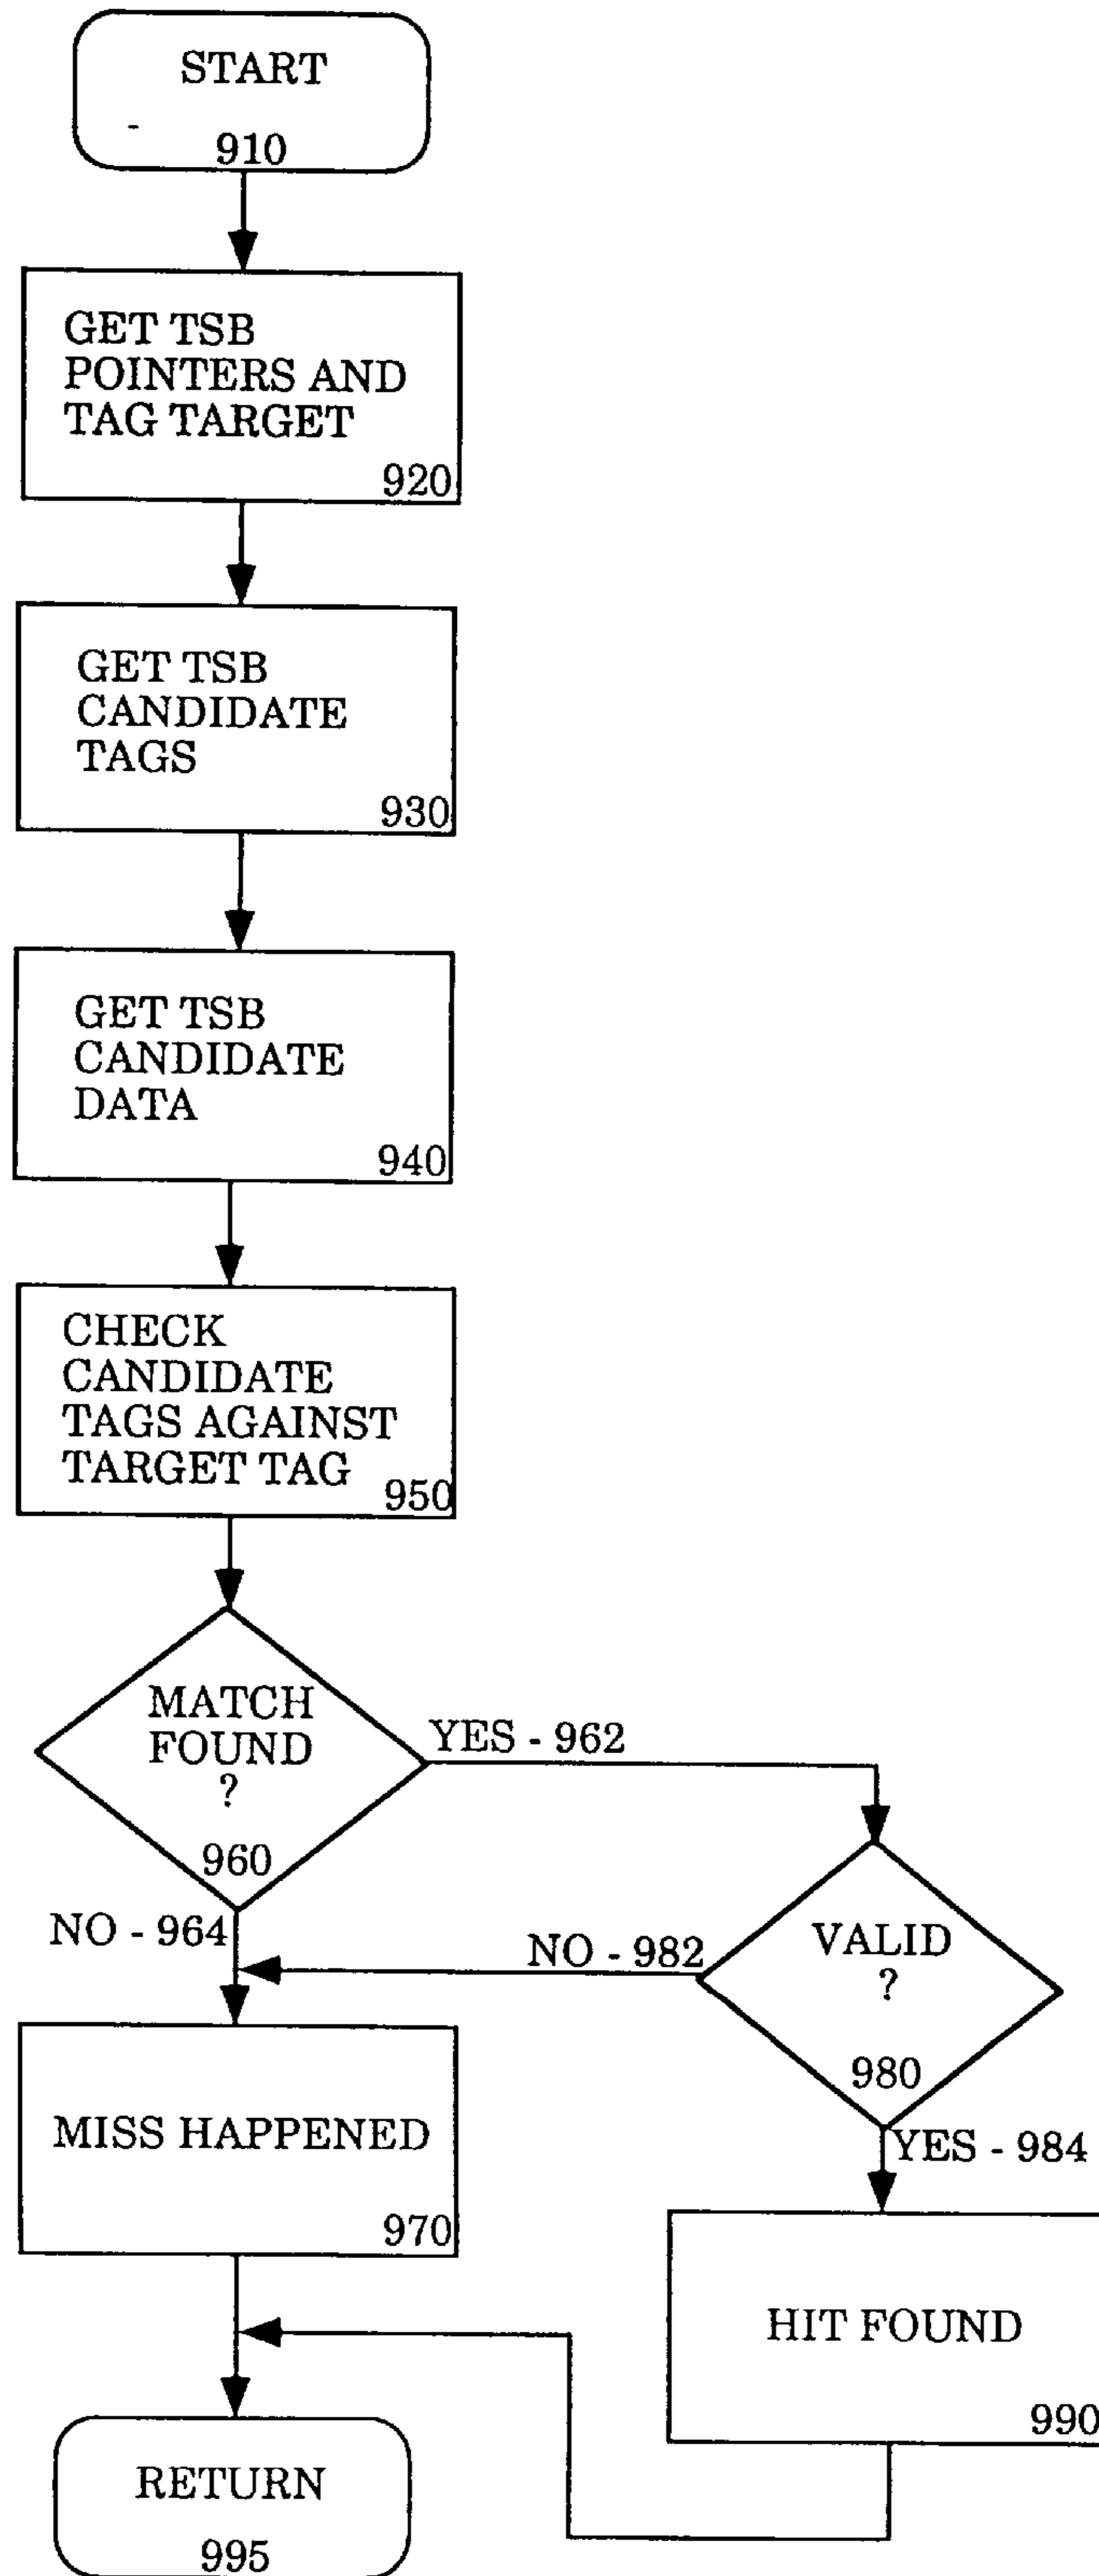 START
910
GET TSB
POINTERS AND
TAG TARGET
920
GET TSB
CANDIDATE
TAGS
930
GET TSB
CANDIDATE
DATA
940
CHECK
CANDIDATE
TAGS AGAINST
TARGET TAG
950
MATCH
FOUND
?
960
YES - 962
NO - 964
NO - 982
VALID
?
980
YES - 984
MISS HAPPENED
970
HIT FOUND
990
RETURN
995